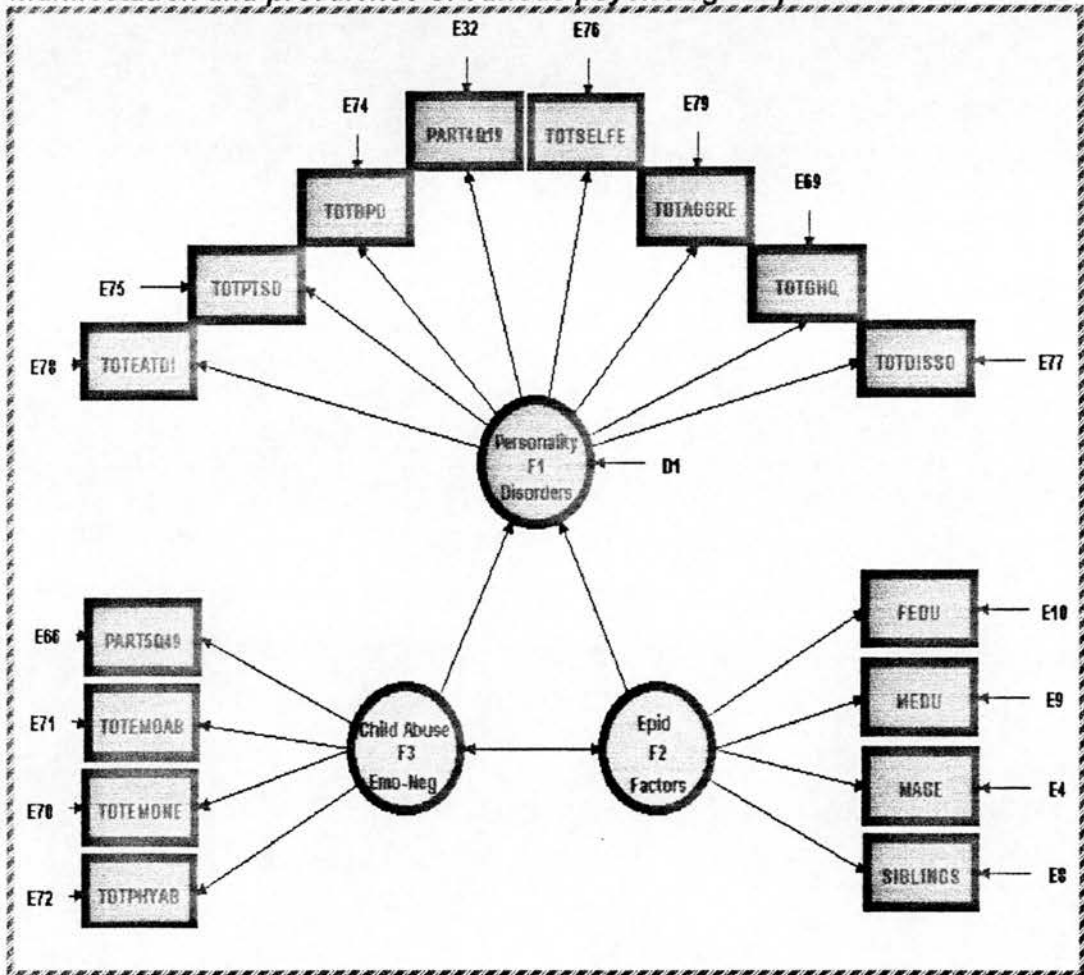 E32
E76
E74
E79
PART4Q19
TOTSELFE
E69
TOTBPD
TOTAGGRE
E75
TOTPTSD
TOTGHQ
E78
TOTEATDI
TOTDISSO
E77
Personality
F1
Disorders
D1
PART5Q49
E71
TOTEMOAB
E70
TOTEMONE
E72
TOTPHYAB
Child Abuse
F3
Emo-Neg
Epid
F2
Factors
FEDU
E10
MEDU
E9
MAGE
E4
SIBLINGS